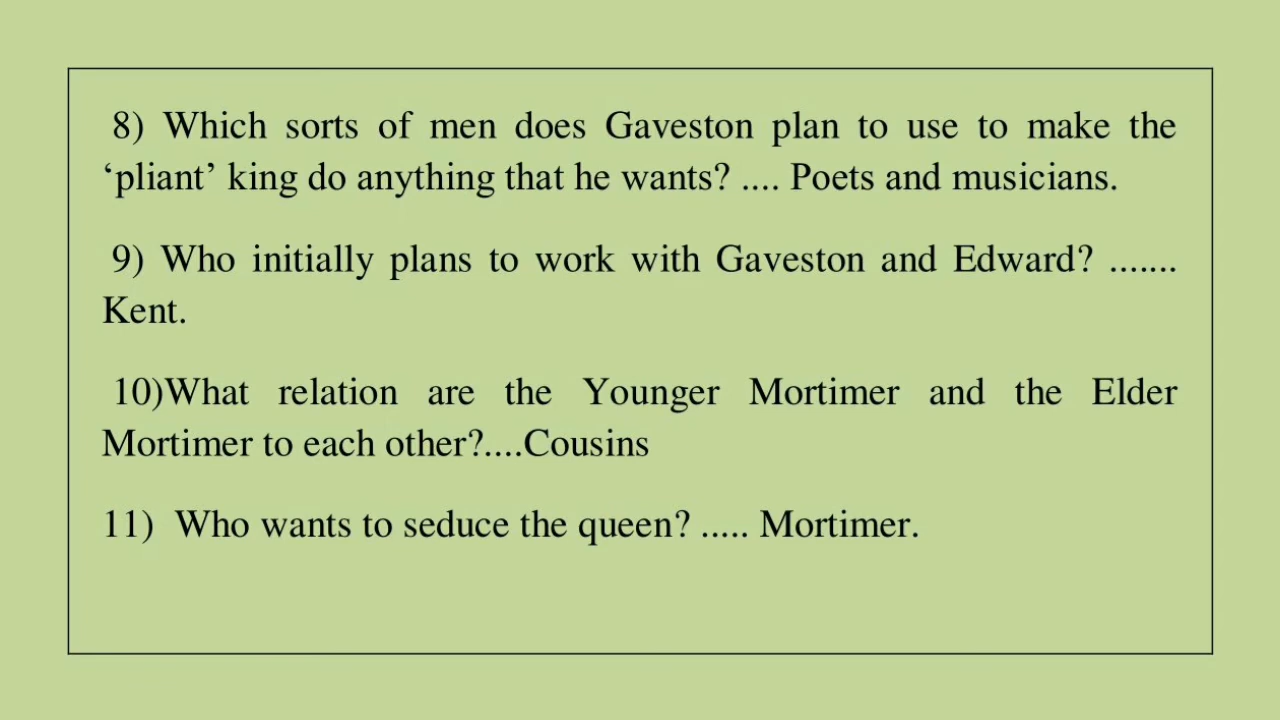 8) Which sorts of men does Gaveston plan to use to make the
‘pliant’ king do anything that he wants? .... Poets and musicians.
9) Who initially plans to work with Gaveston and Edward? .......
Kent.
10)What relation are the Younger Mortimer and the Elder
Mortimer to each other?....Cousins
11) Who wants to seduce the queen? ..... Mortimer.